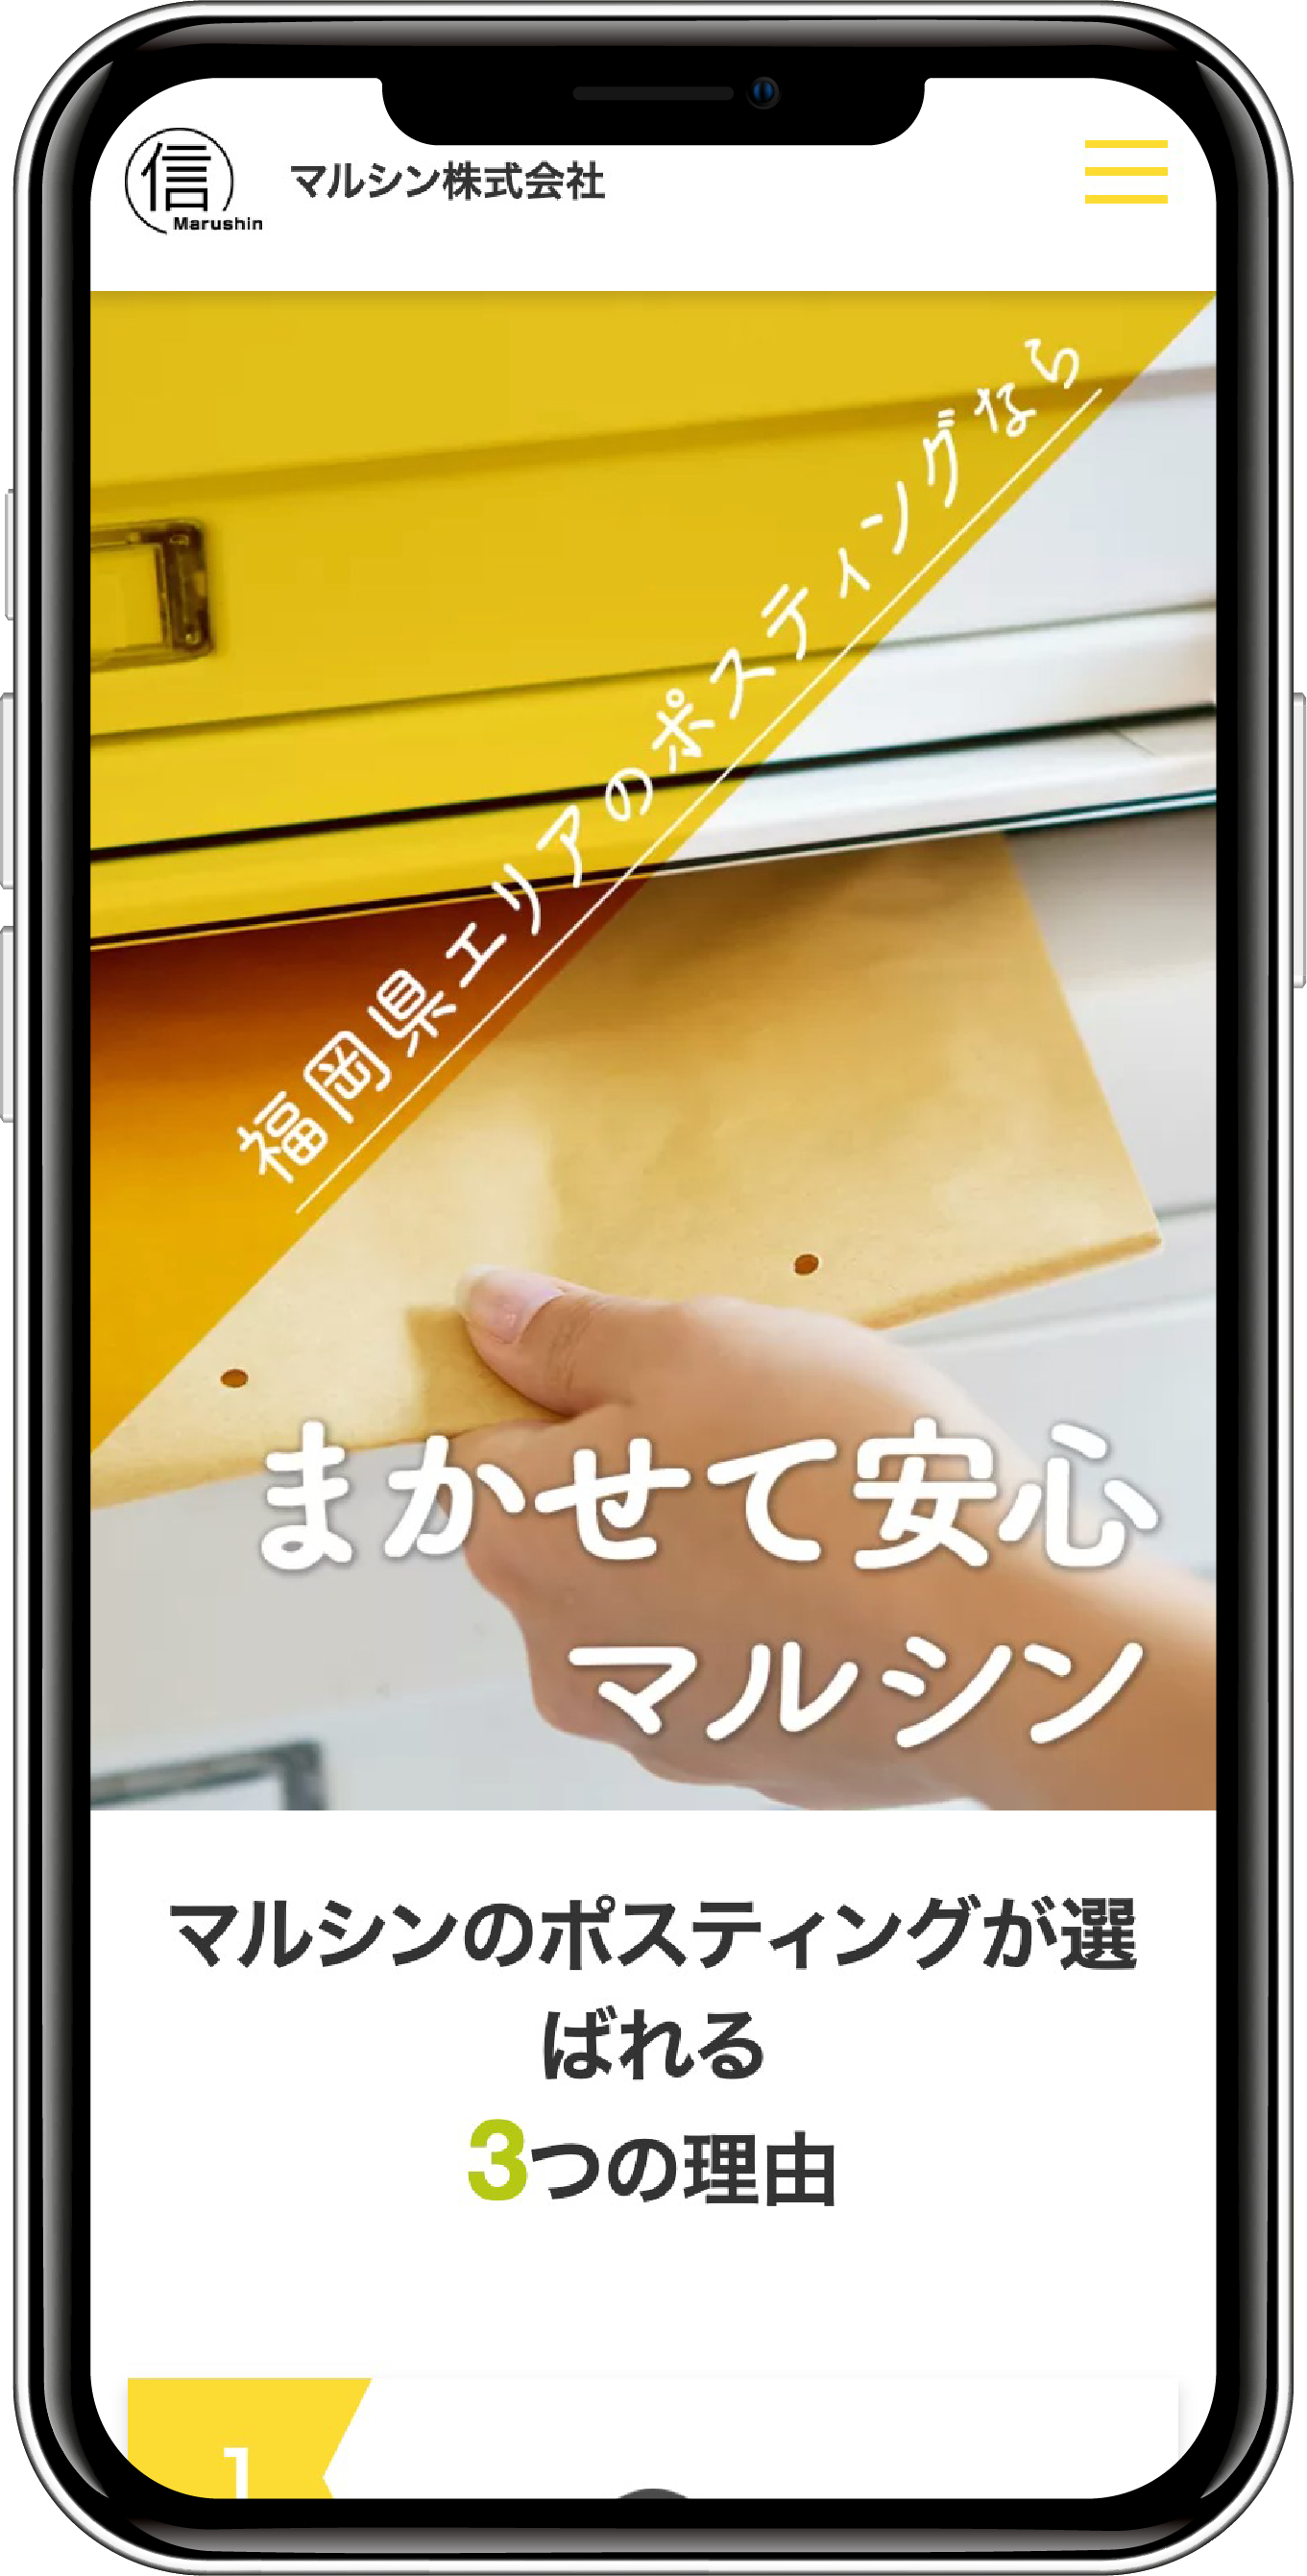 信
Marushin
マルシン株式会社
福岡県エリアのポスティングなら
まかせて安心
マルシン
マルシンのポスティングが選
ばれる
3つの理由
1